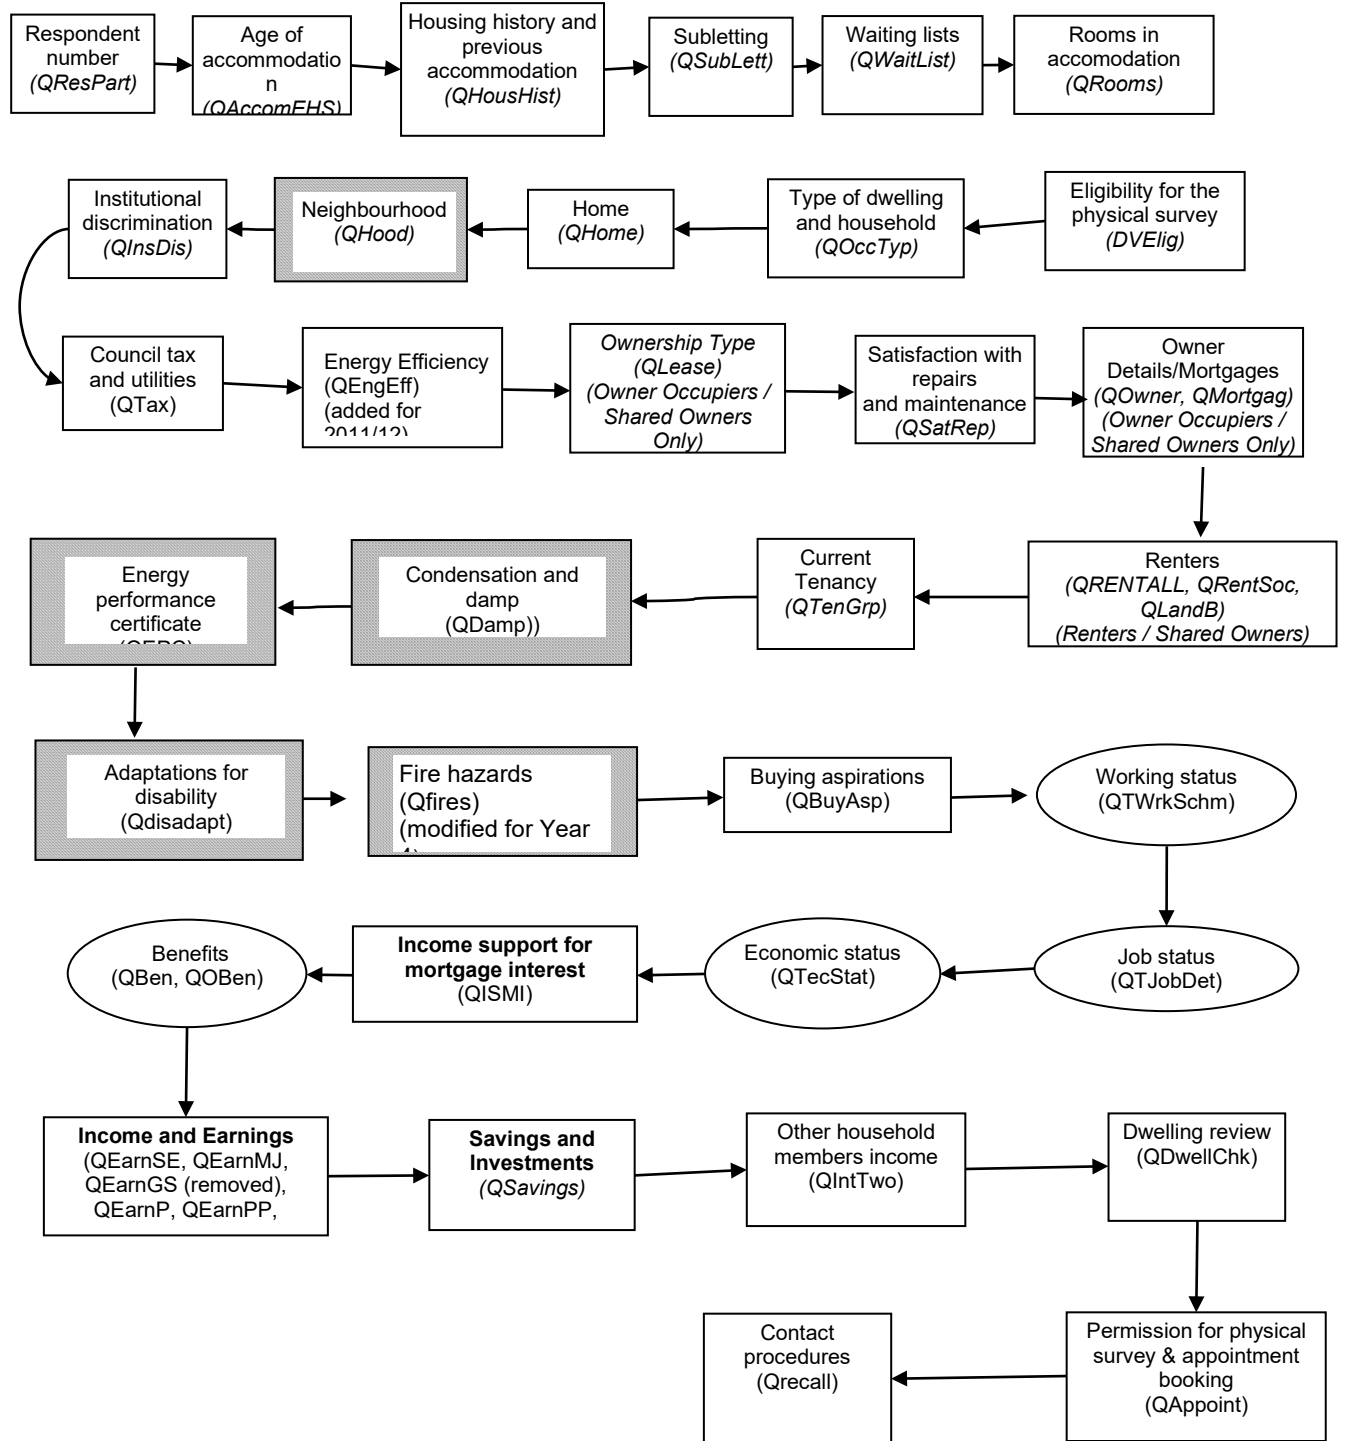 Respondent
number
(QResPart)
Age of
accommodatio
n
(QAccomEHS)
Housing history and
previous
accommodation
(QHousHist)
Subletting
(QSubLett)
Waiting lists
(QWaitList)
Rooms in
accomodation
(QRooms)
Institutional
discrimination
(QInsDis)
Neighbourhood
(QHood)
Home
(QHome)
Type of dwelling
and household
(QOccTyp)
Eligibility for the
physical survey
(DVElig)
Council tax
and utilities
(QTax)
Energy Efficiency
(QEngEff)
(added for
2011/12)
Ownership Type
(QLease)
(Owner Occupiers /
Shared Owners
Only)
Satisfaction with
repairs
and maintenance
(QSatRep)
Owner
Details/Mortgages
(QOwner, QMortgag)
(Owner Occupiers /
Shared Owners Only)
Energy
performance
certificate
Condensation and
damp
(QDamp))
Current
Tenancy
(QTenGrp)
Renters
(QRENTALL, QRentSoc,
QLandB)
(Renters / Shared Owners)
Adaptations for
disability
(Qdisadapt)
Fire hazards
(Qfires)
(modified for Year
Buying aspirations
(QBuyAsp)
Working status
(QTWrkSchm)
Benefits
(QBen, QOBen)
Income support for
mortgage interest
(QISMI)
Economic status
(QTecStat)
Job status
(QTJobDet)
Income and Earnings
(QEarnSE, QEarnMJ,
QEarnGS (removed),
QEarnP, QEarnPP,
Savings and
Investments
(QSavings)
Other household
members income
(QIntTwo)
Dwelling review
(QDwellChk)
Contact
procedures
(Qrecall)
Permission for physical
survey & appointment
booking
(QAppoint)